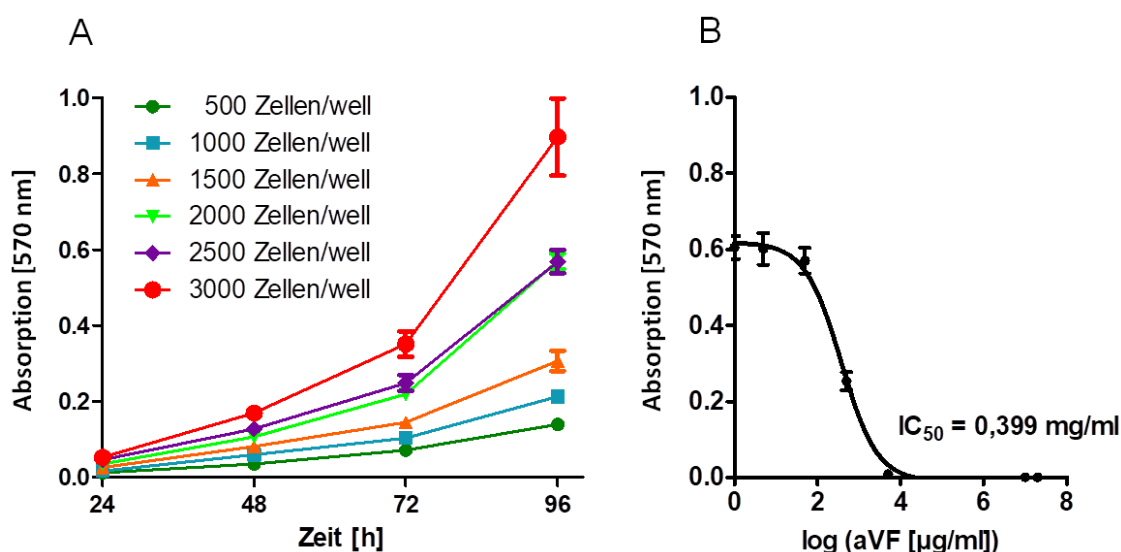 A
Absorption [570 nm]
1.0
0.8
0.6
0.4
0.2
0.0
500 Zellen/well
1000 Zellen/well
1500 Zellen/well
2000 Zellen/well
2500 Zellen/well
3000 Zellen/well
24 48 72 96
Zeit [h]
B
Absorption [570 nm]
1.0
0.8
0.6
0.4
0.2
0.0
IC50 = 0,399 mg/ml
0 2 4 6 8
log (aVF [µg/ml])